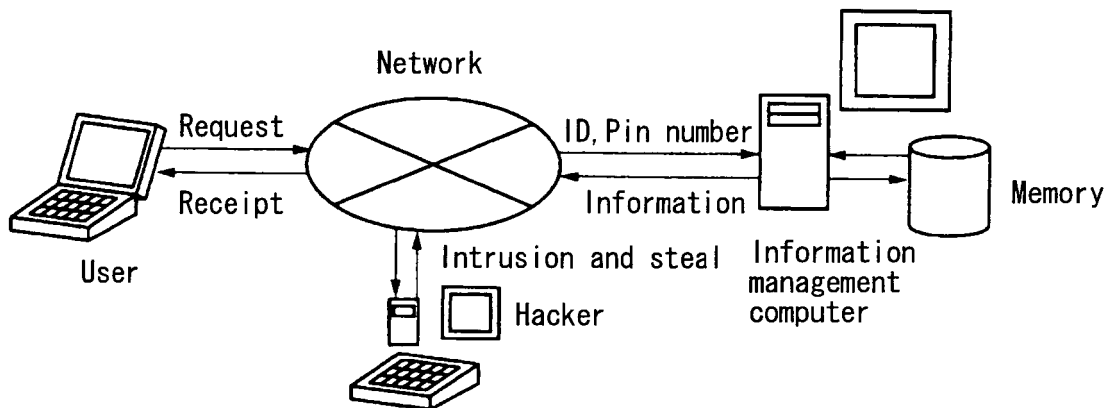 Network
Request
ID, Pin number
Receipt
Information
Memory
User
Intrusion and steal
Information
management
computer
Hacker